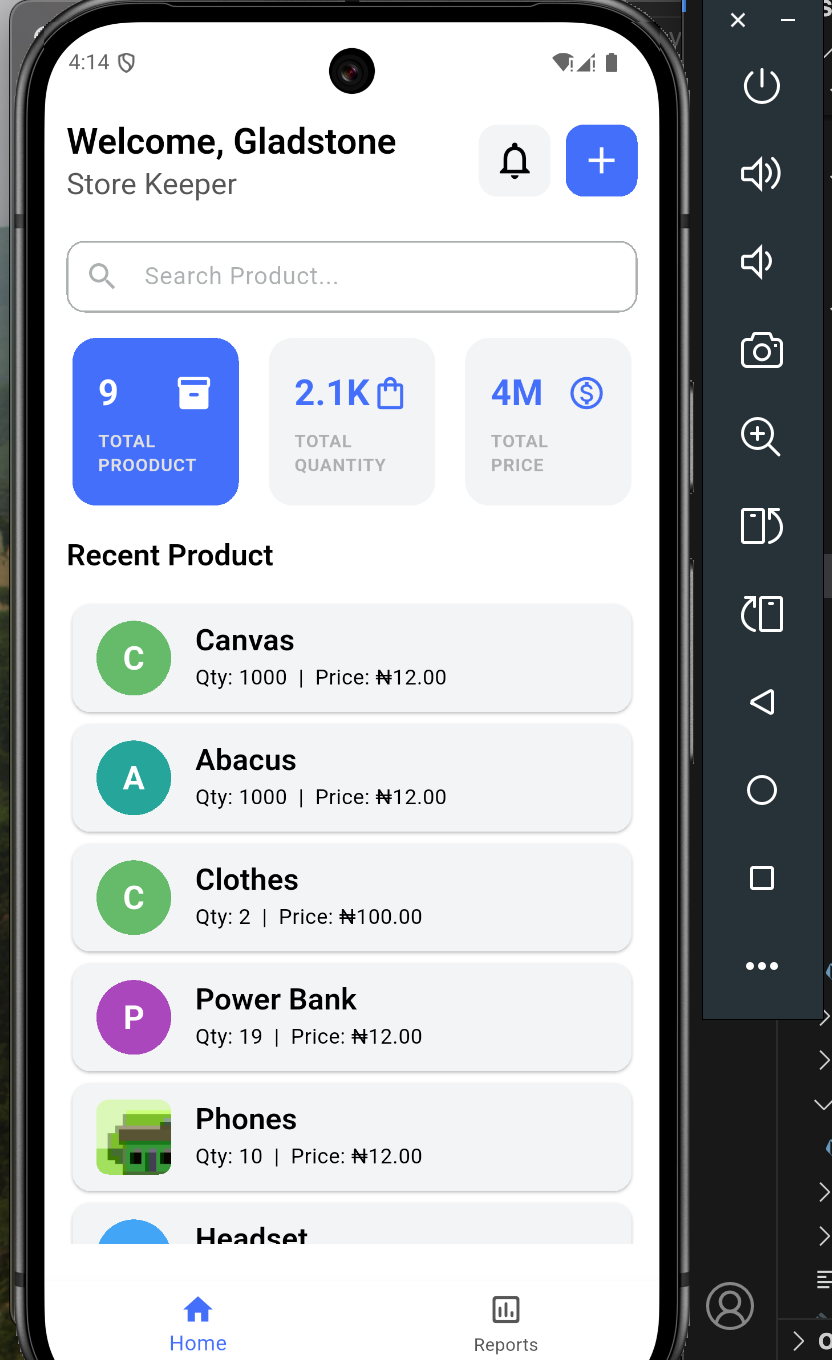 4:14
Welcome, Gladstone
Store Keeper
Search Product...
9
TOTAL
PROODUCT
2.1K
TOTAL
QUANTITY
4M
TOTAL
PRICE
Recent Product
C
Canvas
Qty: 1000 | Price: ₦12.00
A
Abacus
Qty: 1000 | Price: ₦12.00
C
Clothes
Qty: 2 | Price: ₦100.00
P
Power Bank
Qty: 19 | Price: ₦12.00
Phones
Qty: 10 | Price: ₦12.00
Headset
Home
Reports